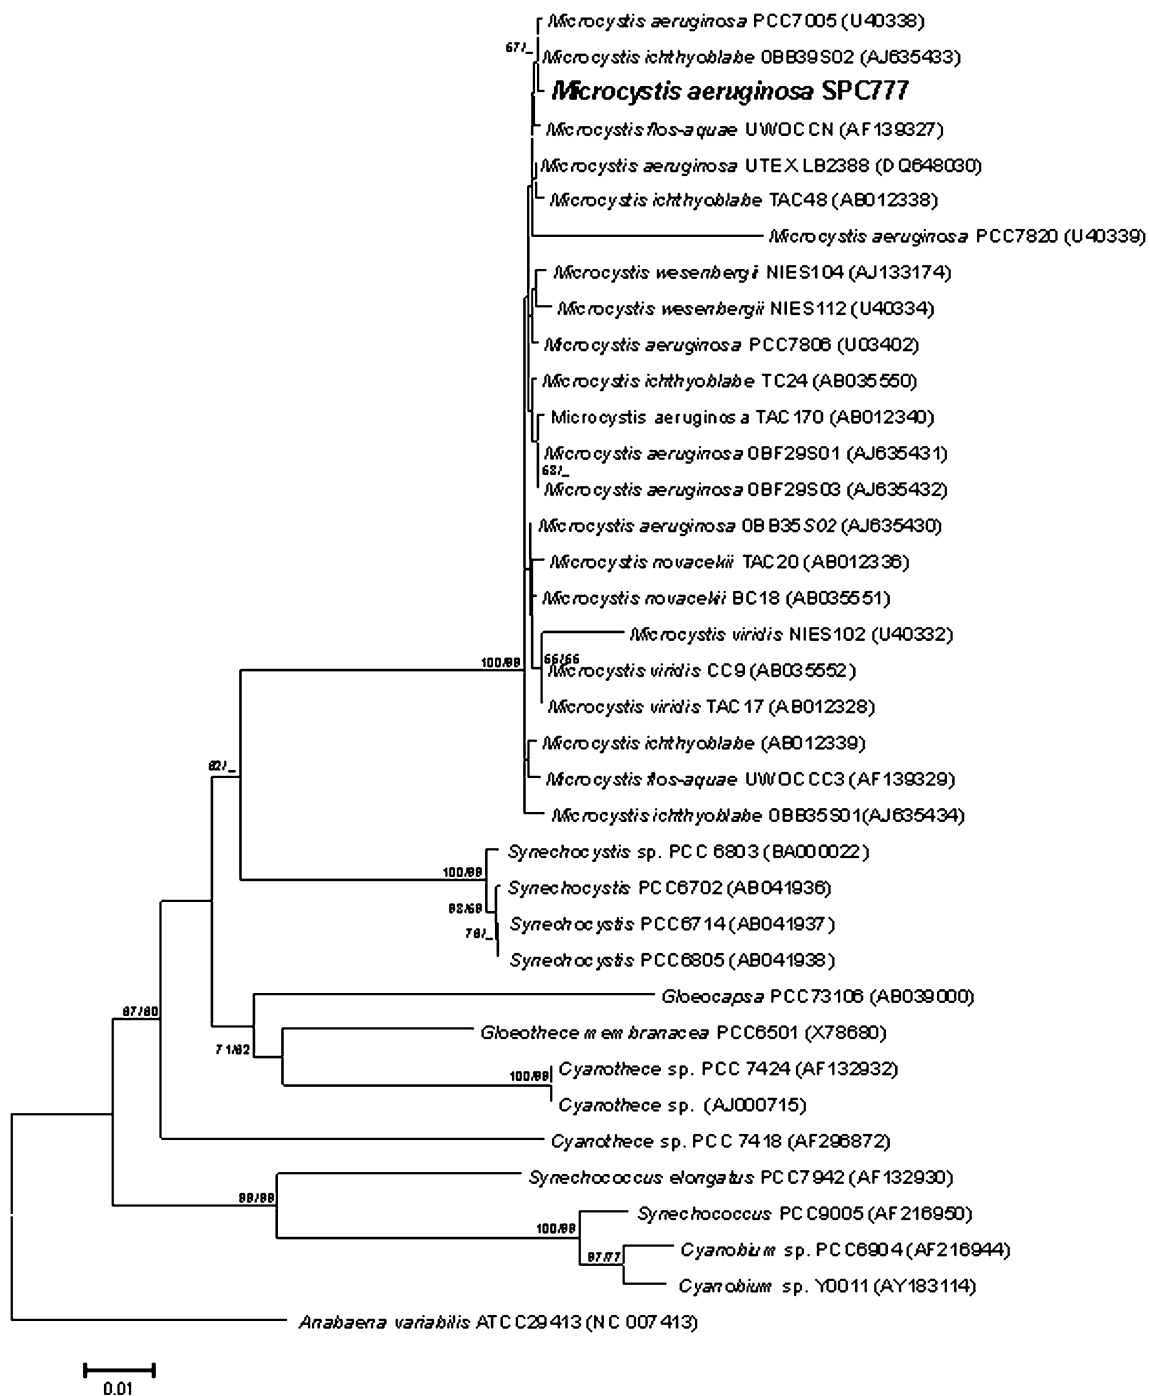 Microcystis aeruginosa PCC7005 (U40338)
67/_
Microcystis ichthyoblabe 0BB39S02 (AJ635433)
Microcystis aeruginosa SPC777
Microcystis flos-aquae UWOCCN (AF139327)
Microcystis aeruginosa UTEX LB2388 (DQ648030)
Microcystis ichthyoblabe TAC48 (AB012338)
Microcystis aeruginosa PCC7820 (U40339)
Microcystis wesenbergii NIES104 (AJ133174)
Microcystis wesenbergii NIES112 (U40334)
Microcystis aeruginosa PCC7806 (U03402)
Microcystis ichthyoblabe TC24 (AB035550)
Microcystis aeruginosa TAC170 (AB012340)
Microcystis aeruginosa 0BF29S01 (AJ635431)
Microcystis aeruginosa 0BF29S03 (AJ635432)
Microcystis aeruginosa 0BB35S02 (AJ635430)
Microcystis novacekii TAC20 (AB012336)
Microcystis novacekii BC18 (AB035551)
Microcystis viridis NIES102 (U40332)
66/66
Microcystis viridis CC9 (AB035552)
Microcystis viridis TAC17 (AB012328)
Microcystis ichthyoblabe (AB012339)
Microcystis flos-aquae UWOCCC3 (AF139329)
Microcystis ichthyoblabe 0BB35S01(AJ635434)
Synechocystis sp. PCC 6803 (BA000022)
Synechocystis PCC6702 (AB041936)
Synechocystis PCC6714 (AB041937)
Synechocystis PCC6805 (AB041938)
Gloeocapsa PCC73106 (AB039000)
Gloeothece membranacea PCC6501 (X78680)
Cyanothece sp. PCC 7424 (AF132932)
Cyanothece sp. (AJ000715)
Cyanothece sp. PCC 7418 (AF296872)
Synechococcus elongatus PCC7942 (AF132930)
Synechococcus PCC9005 (AF216950)
Cyanobium sp. PCC6904 (AF216944)
Cyanobium sp. Y0011 (AY183114)
Anabaena variabilis ATCC29413 (NC 007413)
0.01